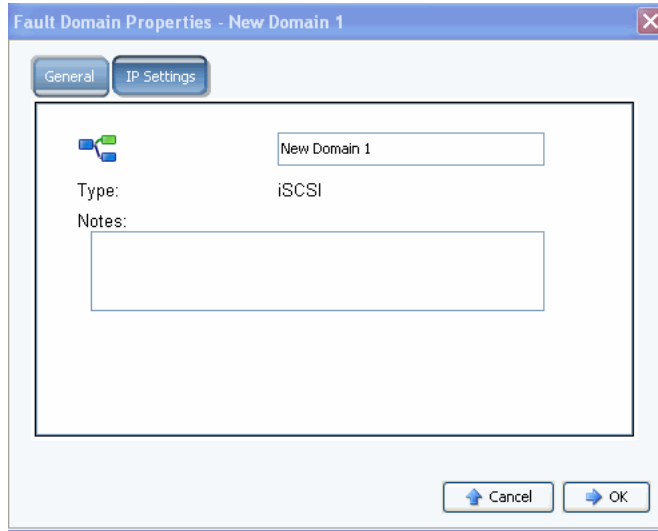 Fault Domain Properties - New Domain 1
General IP Settings
New Domain 1
Type: iSCSI
Notes:
Cancel OK